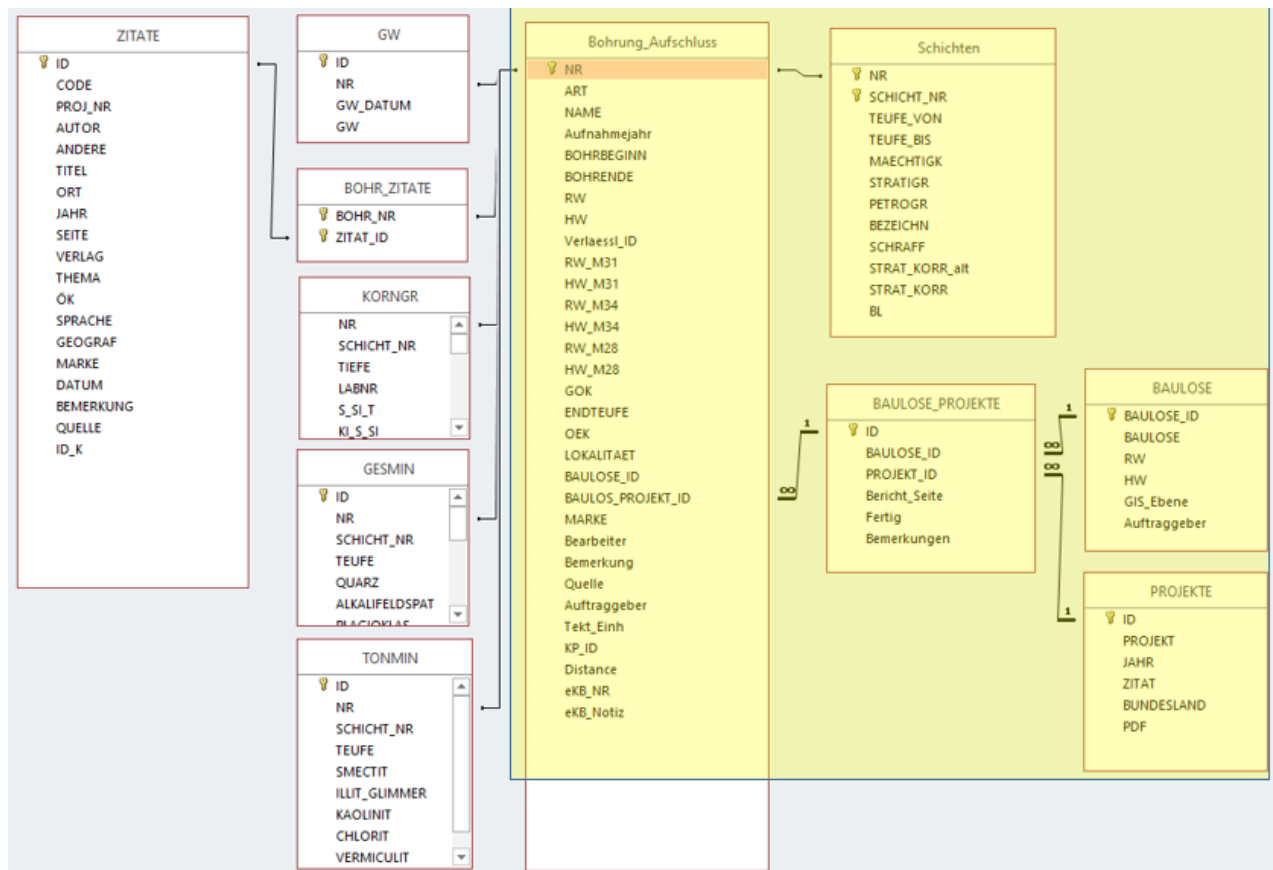 ZITATE
ID
CODE
PROJ_NR
AUTOR
ANDERE
TITEL
ORT
JAHR
SEITE
VERLAG
THEMA
ÖK
SPRACHE
GEOGRAF
MARKE
DATUM
BEMERKUNG
QUELLE
ID_K
GW
ID
NR
GW_DATUM
GW
BOHR_ZITATE
BOHR_NR
ZITAT_ID
KORNGR
NR
SCHICHT_NR
TIEFE
LABNR
S_SI_T
KI_S_SI
GESMIN
ID
NR
SCHICHT_NR
TEUFE
QUARZ
ALKALIFELDSPAT
PLAGIOKLAS
TONMIN
ID
NR
SCHICHT_NR
TEUFE
SMECTIT
ILLIT_GLIMMER
KAOLINIT
CHLORIT
VERMICULIT
Bohrung_Aufschluss
NR
ART
NAME
Aufnahmejahr
BOHRBEGINN
BOHRENDE
RW
HW
Verlaessl_ID
RW_M31
HW_M31
RW_M34
HW_M34
RW_M28
HW_M28
GOK
ENDTEUFE
OEK
LOKALITAET
BAULOSE_ID
BAULOS_PROJEKT_ID
MARKE
Bearbeiter
Bemerkung
Quelle
Auftraggeber
Tekt_Einh
KP_ID
Distance
eKB_NR
eKB_Notiz
Schichten
NR
SCHICHT_NR
TEUFE_VON
TEUFE_BIS
MAECHTIGK
STRATIGR
PETROGR
BEZEICHN
SCHRAFF
STRAT_KORR_alt
STRAT_KORR
BL
1
∞
BAULOSE_PROJEKTE
ID
BAULOSE_ID
PROJEKT_ID
Bericht_Seite
Fertig
Bemerkungen
1
∞
∞
1
BAULOSE
BAULOSE_ID
BAULOSE
RW
HW
GIS_Ebene
Auftraggeber
PROJEKTE
ID
PROJEKT
JAHR
ZITAT
BUNDESLAND
PDF